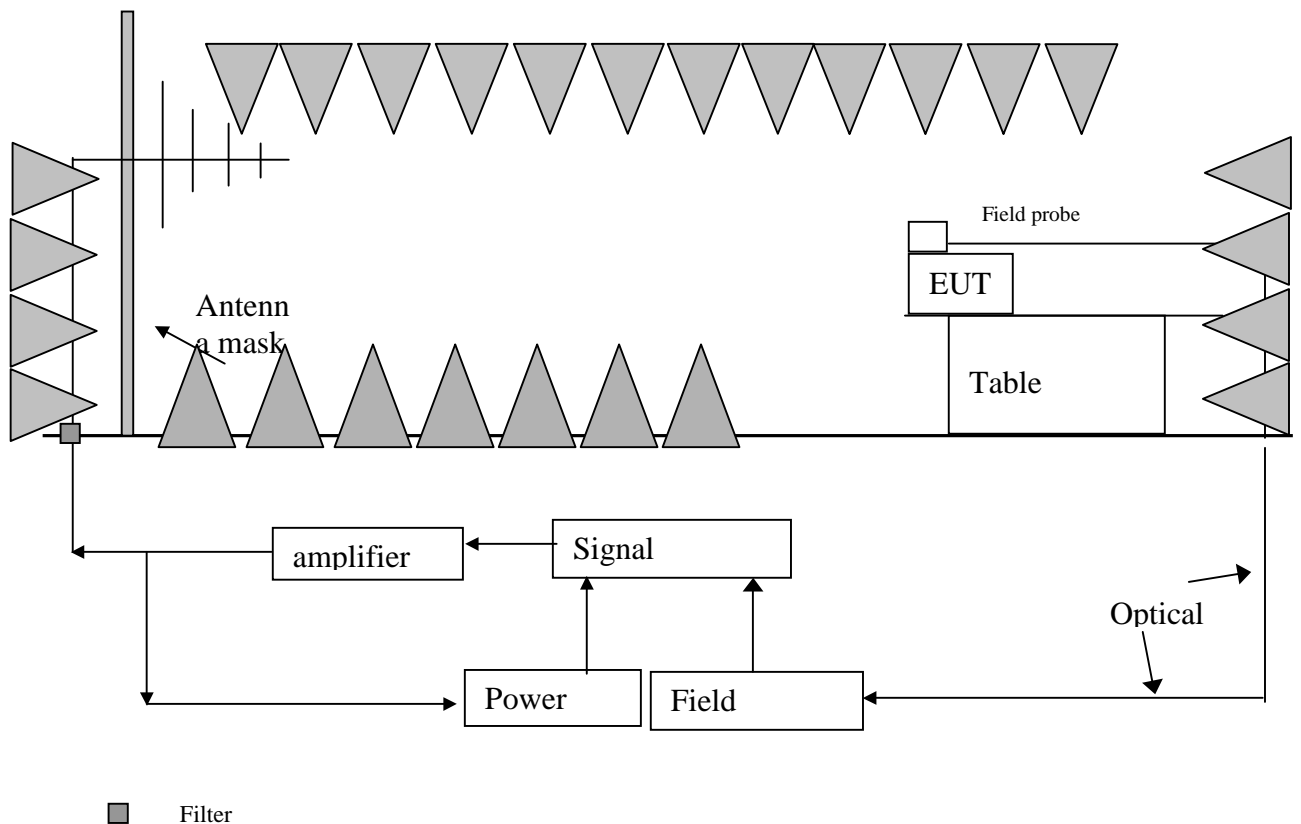 Field probe
EUT
Antenn
a mask
Table
amplifier
Signal
Optical
Power
Field
Filter